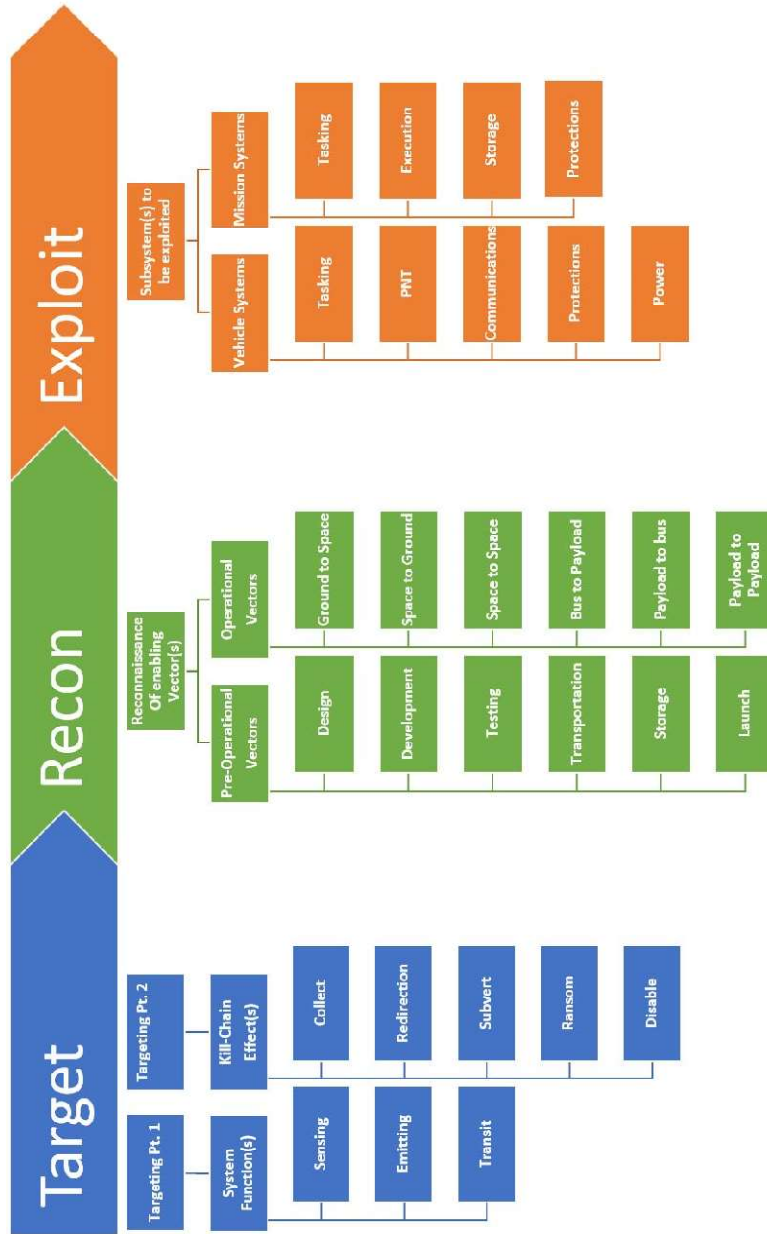 Target
Recon
Exploit
Targeting Pt. 1
System
Function(s)
Sensing
Emitting
Transit
Targeting Pt. 2
Kill-Chain
Effect(s)
Collect
Redirection
Subvert
Ransom
Disable
Reconnaissance
Of enabling
Vector(s)
Pre-Operational
Vectors
Design
Development
Testing
Transportation
Storage
Launch
Operational
Vectors
Ground to Space
Space to Ground
Space to Space
Bus to Payload
Payload to bus
Payload to
Payload
Subsystem(s) to
be exploited
Vehicle Systems
Tasking
PNT
Communications
Protections
Power
Mission Systems
Tasking
Execution
Storage
Protections